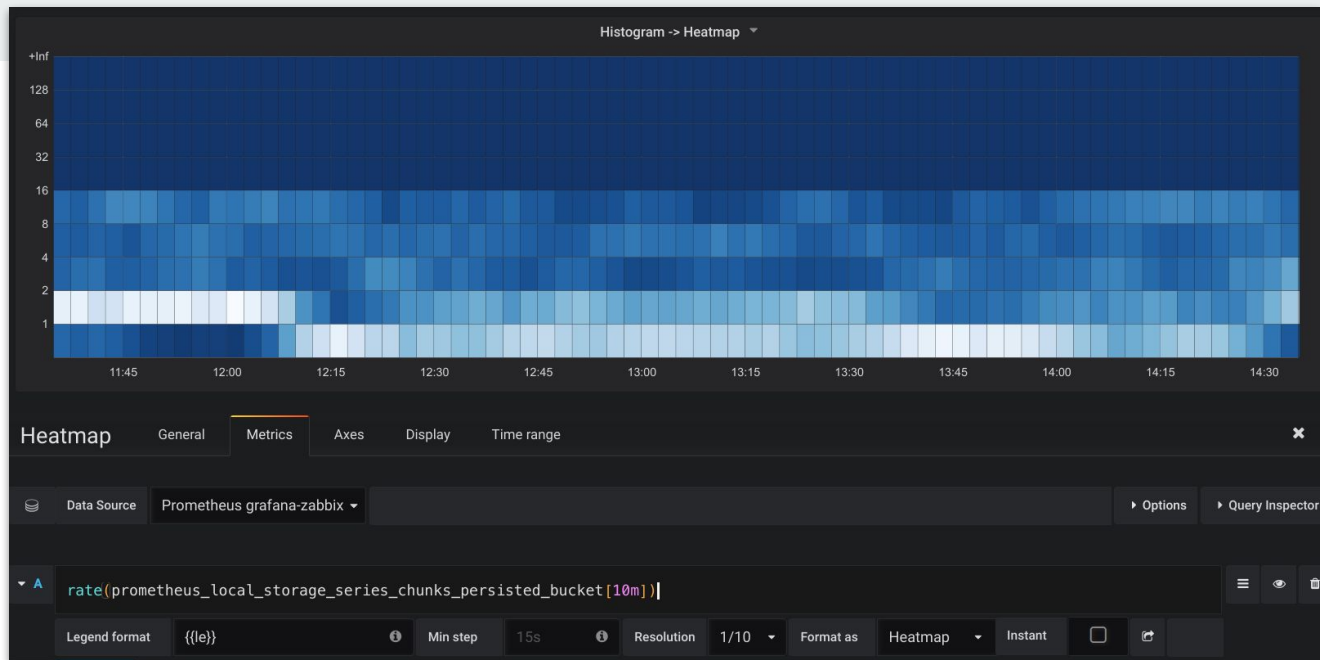 Histogram -> Heatmap
+Inf
128
64
32
16
8
4
2
1
11:45 12:00 12:15 12:30 12:45 13:00 13:15 13:30 13:45 14:00 14:15 14:30
Heatmap General Metrics Axes Display Time range
Data Source Prometheus grafana-zabbix Options Query Inspector
A rate(prometheus_local_storage_series_chunks_persisted_bucket[10m])
Legend format {{le}} Min step 15s Resolution 1/10 Format as Heatmap Instant